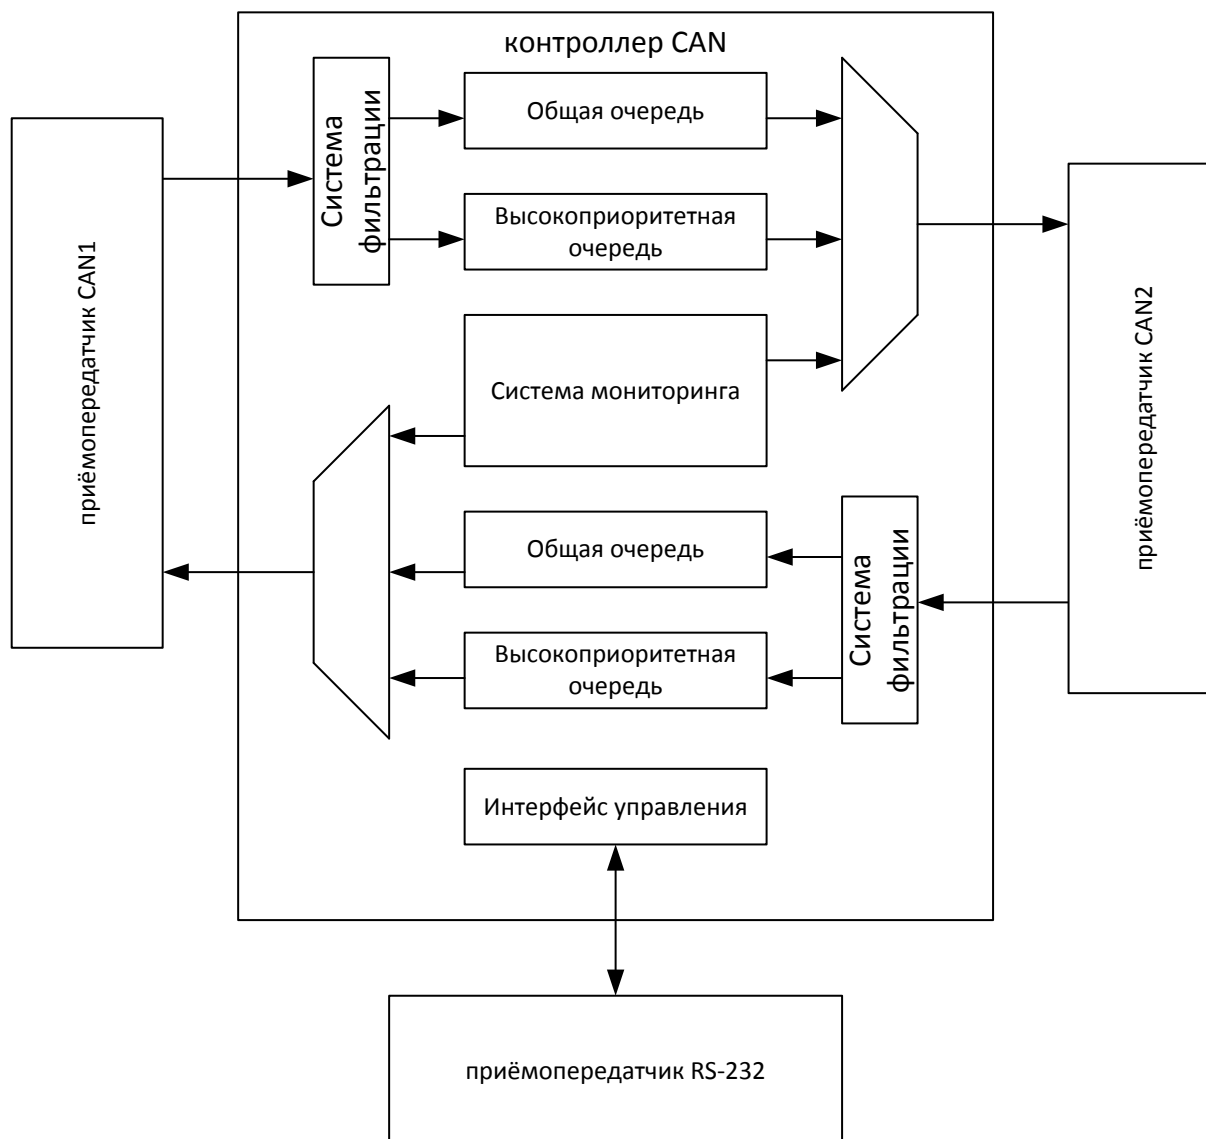 контроллер CAN
приёмопередатчик CAN1
Система
фильтрации
Общая очередь
Высокоприоритетная
очередь
Система мониторинга
приёмопередатчик CAN2
Общая очередь
Высокоприоритетная
очередь
Система
фильтрации
Интерфейс управления
приёмопередатчик RS-232